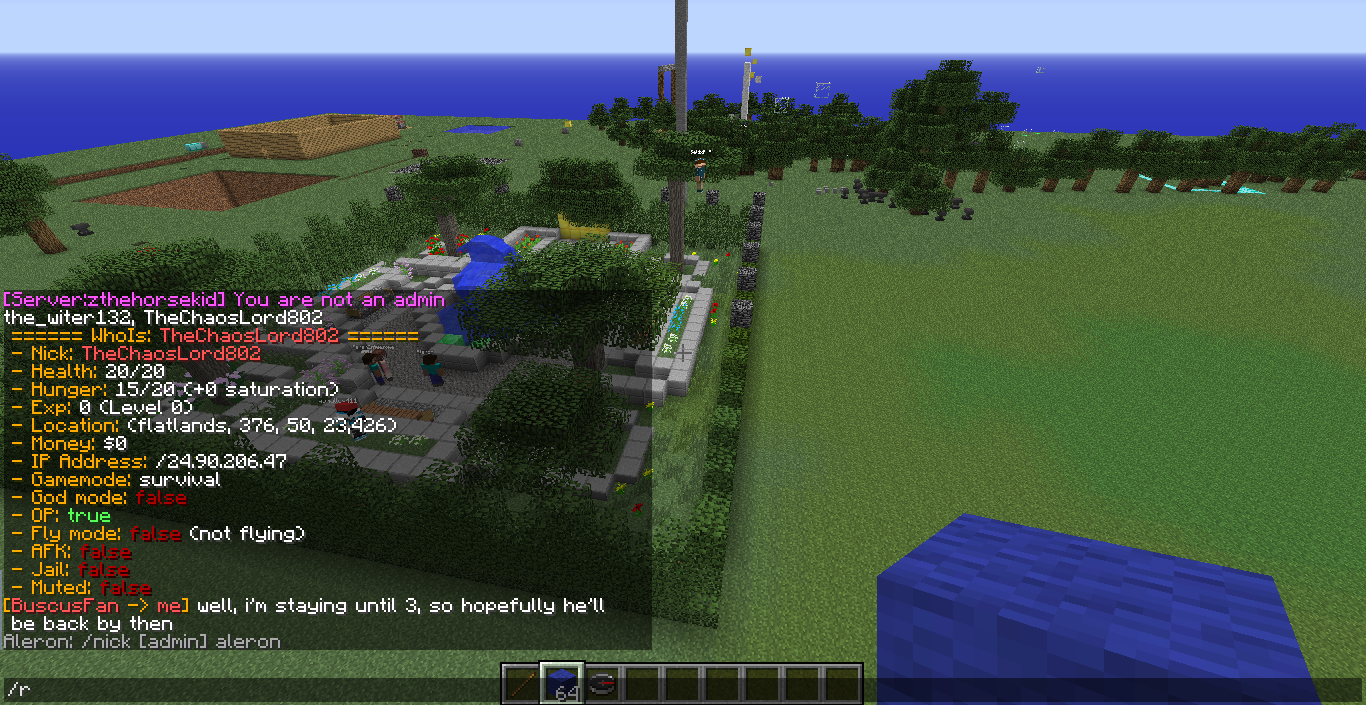 [Server:zthehorsekid] You are not an admin
the_witer132, TheChaosLord802
====== WhoIs: TheChaosLord802 ======
- Nick: TheChaosLord802
- Health: 20/20
- Hunger: 15/20 (+0 saturation)
- Exp: 0 (Level 0)
- Location: (flatlands, 376, 50, 23,426)
- Money: $0
- IP Address: /24.90.206.47
- Gamemode: survival
- God mode: false
- OP: true
- Fly mode: false (not flying)
- AFK: false
- Jail: false
- Muted: false
[BuscusFan -> me] well, i'm staying until 3, so hopefully he'll
be back by then
Aleron: /nick [admin] aleron
64
/r